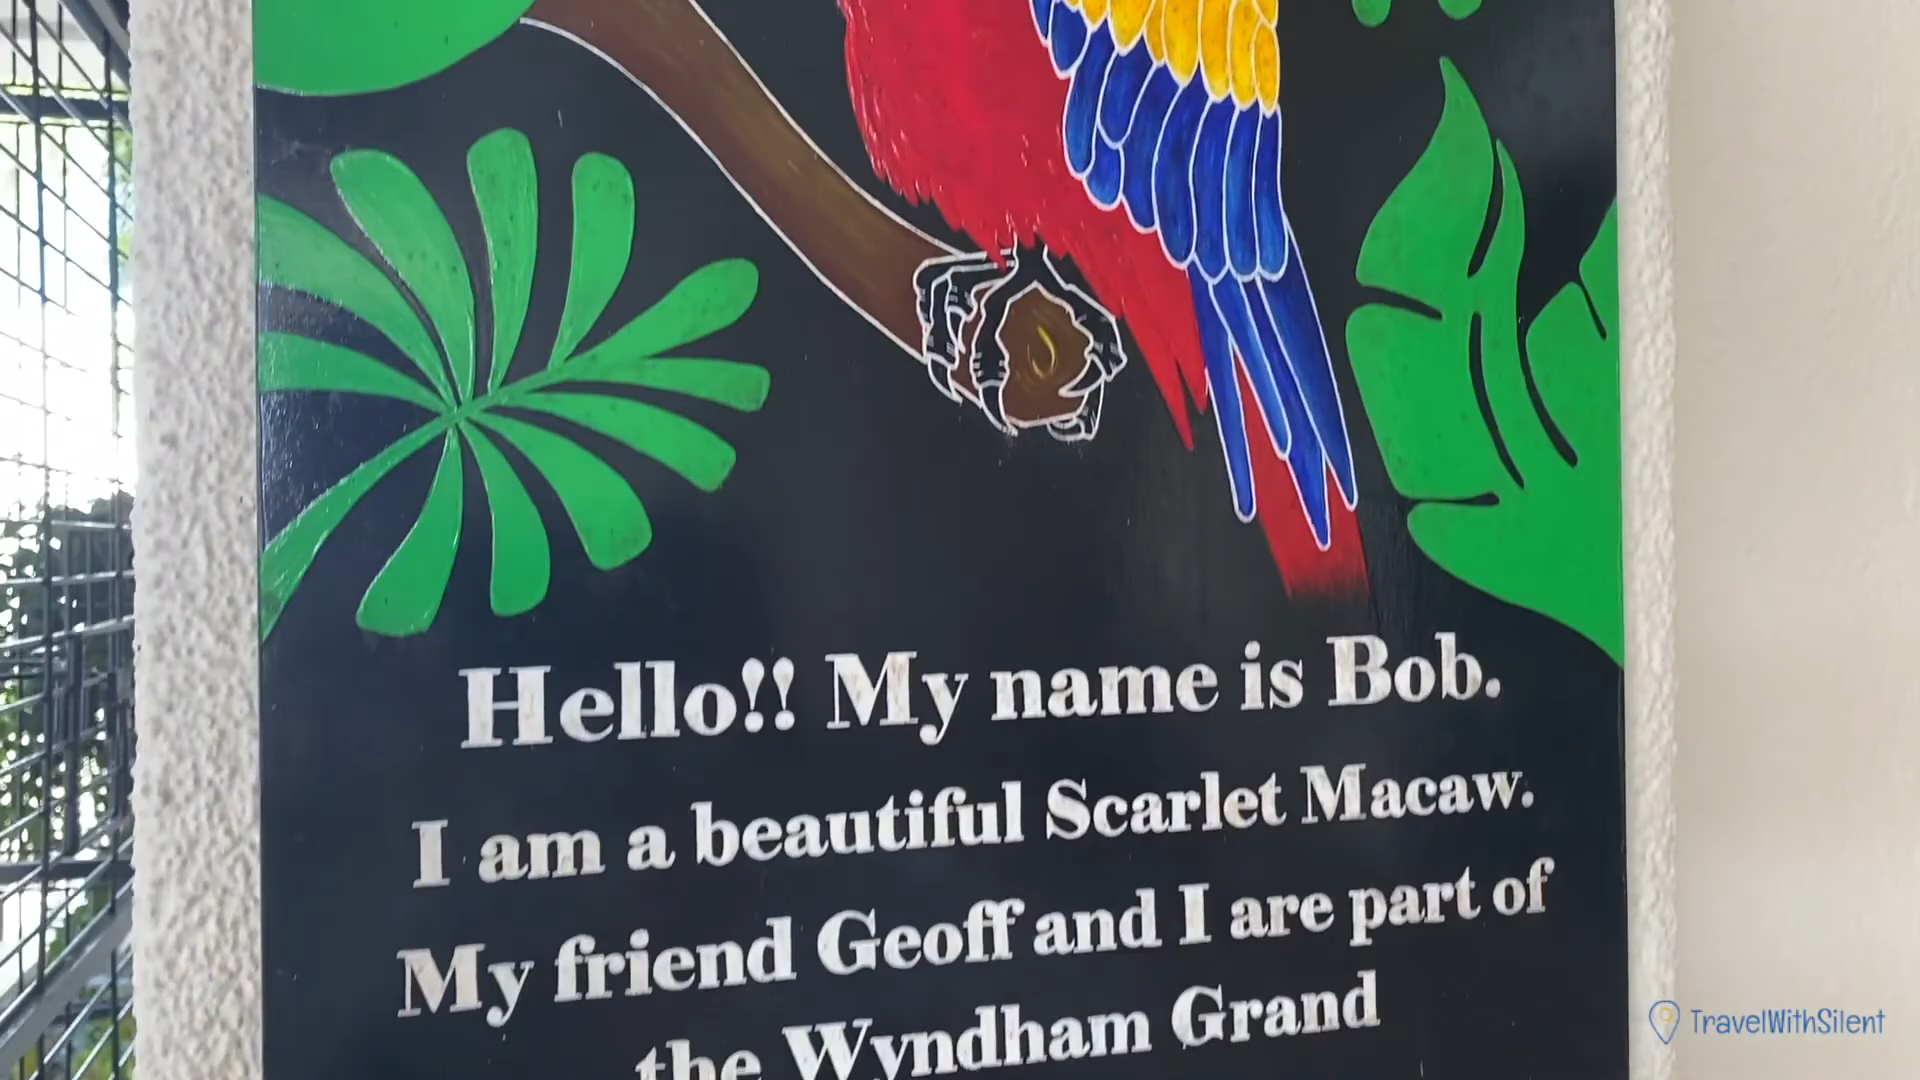 Hello!! My name is Bob.
I am a beautiful Scarlet Macaw.
My friend Geoff and I are part of
the Wyndham Grand
TravelWithSilent